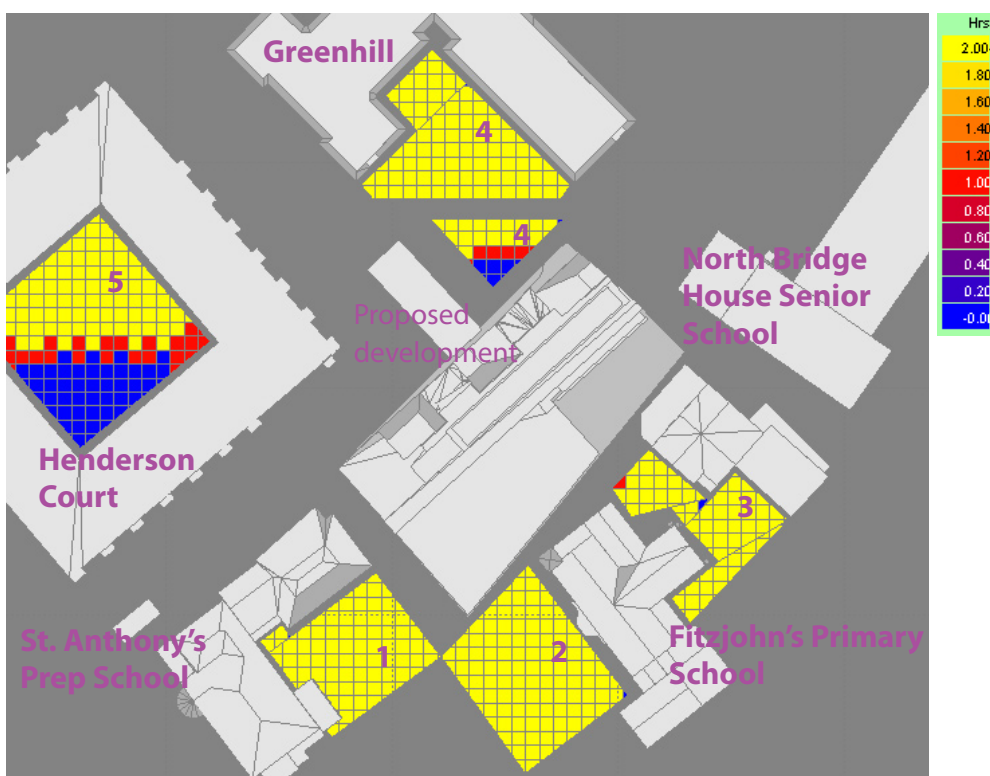 Greenhill
4
4
North Bridge
House Senior
School
5
Proposed
development
Henderson
Court
3
St. Anthony's
Prep School
1
2
Fitzjohn's Primary
School
Hrs
2.00
1.80
1.60
1.40
1.20
1.00
0.80
0.60
0.40
0.20
-0.00